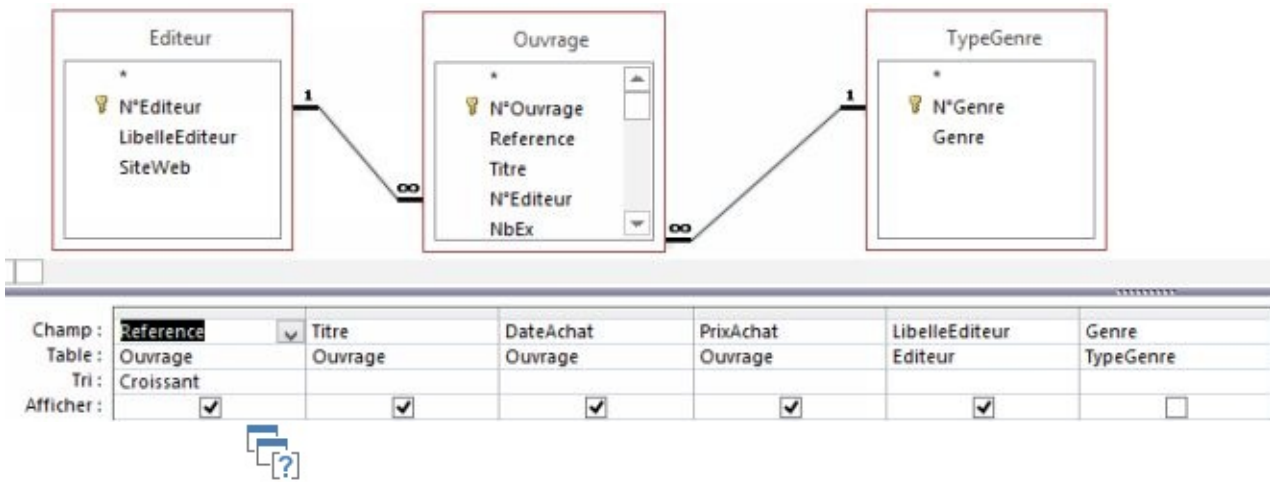 Editeur
*
N°Editeur
LibelleEditeur
SiteWeb
1
∞
Ouvrage
*
N°Ouvrage
Reference
Titre
N°Editeur
NbEx
∞
1
TypeGenre
*
N°Genre
Genre
Champ : Reference Titre DateAchat PrixAchat LibelleEditeur Genre
Table : Ouvrage Ouvrage Ouvrage Ouvrage Editeur TypeGenre
Tri : Croissant
Afficher :
[?]